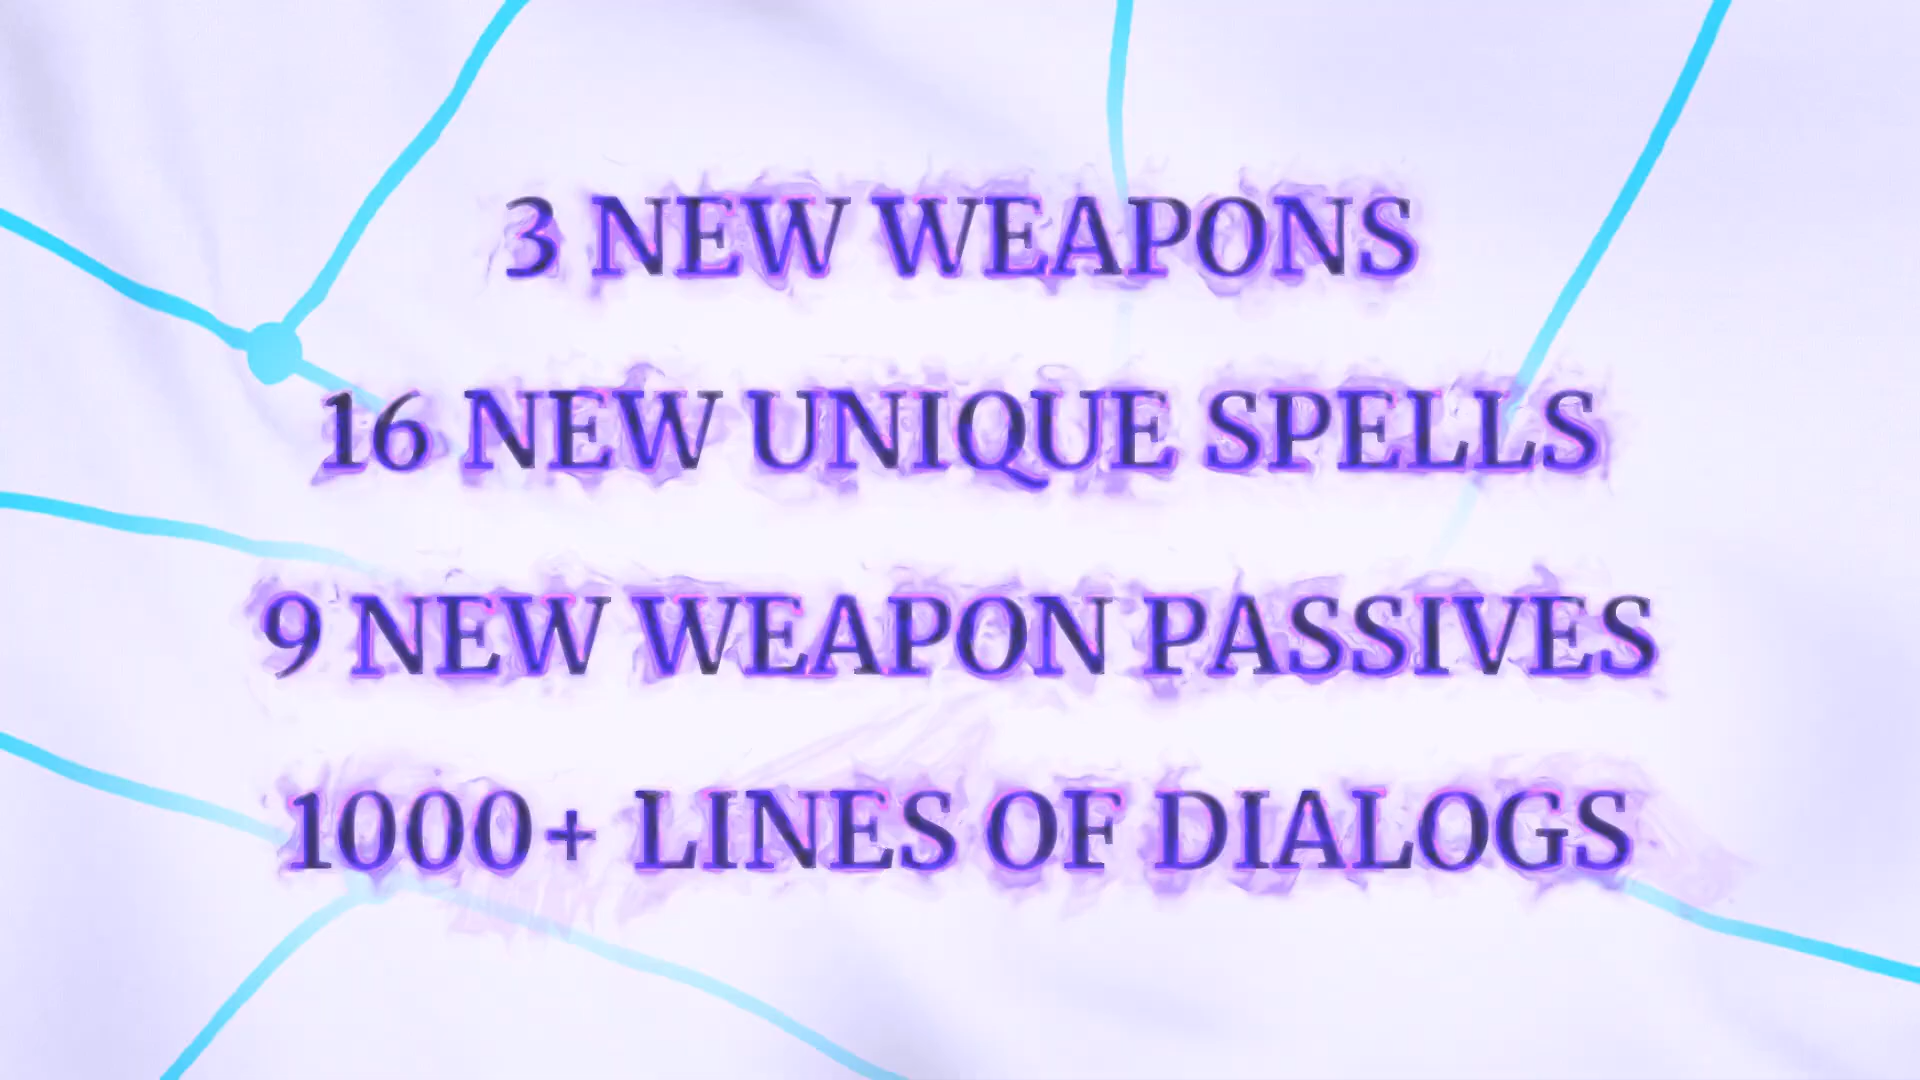 3 NEW WEAPONS
16 NEW UNIQUE SPELLS
9 NEW WEAPON PASSIVES
1000+ LINES OF DIALOGS